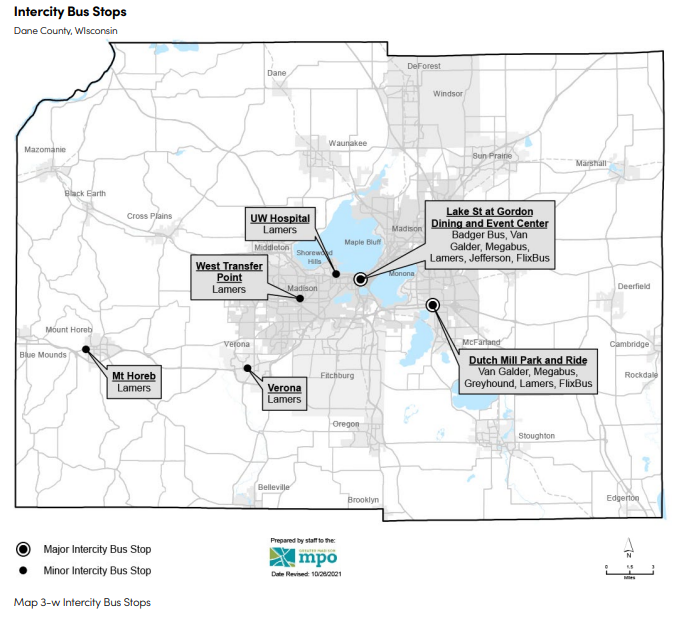 Intercity Bus Stops
Dane County, WIsconsin
DeForest
Dane
Windsor
Waunakee
Mazomanie
Sun Prairie
Marshall
Black Earth
Cross Plains
UW Hospital
Lamers
Lake St at Gordon
Dining and Event Center
Badger Bus, Van
Galder, Megabus,
Lamers, Jefferson, FlixBus
Madison
Maple Bluff
Middleton
Shorewood
Hills
West Transfer
Point
Lamers
Monona
Madison
Deerfield
Mount Horeb
Verona
McFarland
Cambridge
Blue Mounds
Dutch Mill Park and Ride
Van Galder, Megabus,
Greyhound, Lamers, FlixBus
Mt Horeb
Lamers
Verona
Lamers
Fitchburg
Rockdale
Oregon
Stoughton
Belleville
Brooklyn
Edgerton
Major Intercity Bus Stop
Minor Intercity Bus Stop
Prepared by staff to the:
mpo
Date Revised: 10/26/2021
N
0 1.5 3
Miles
Map 3-w Intercity Bus Stops